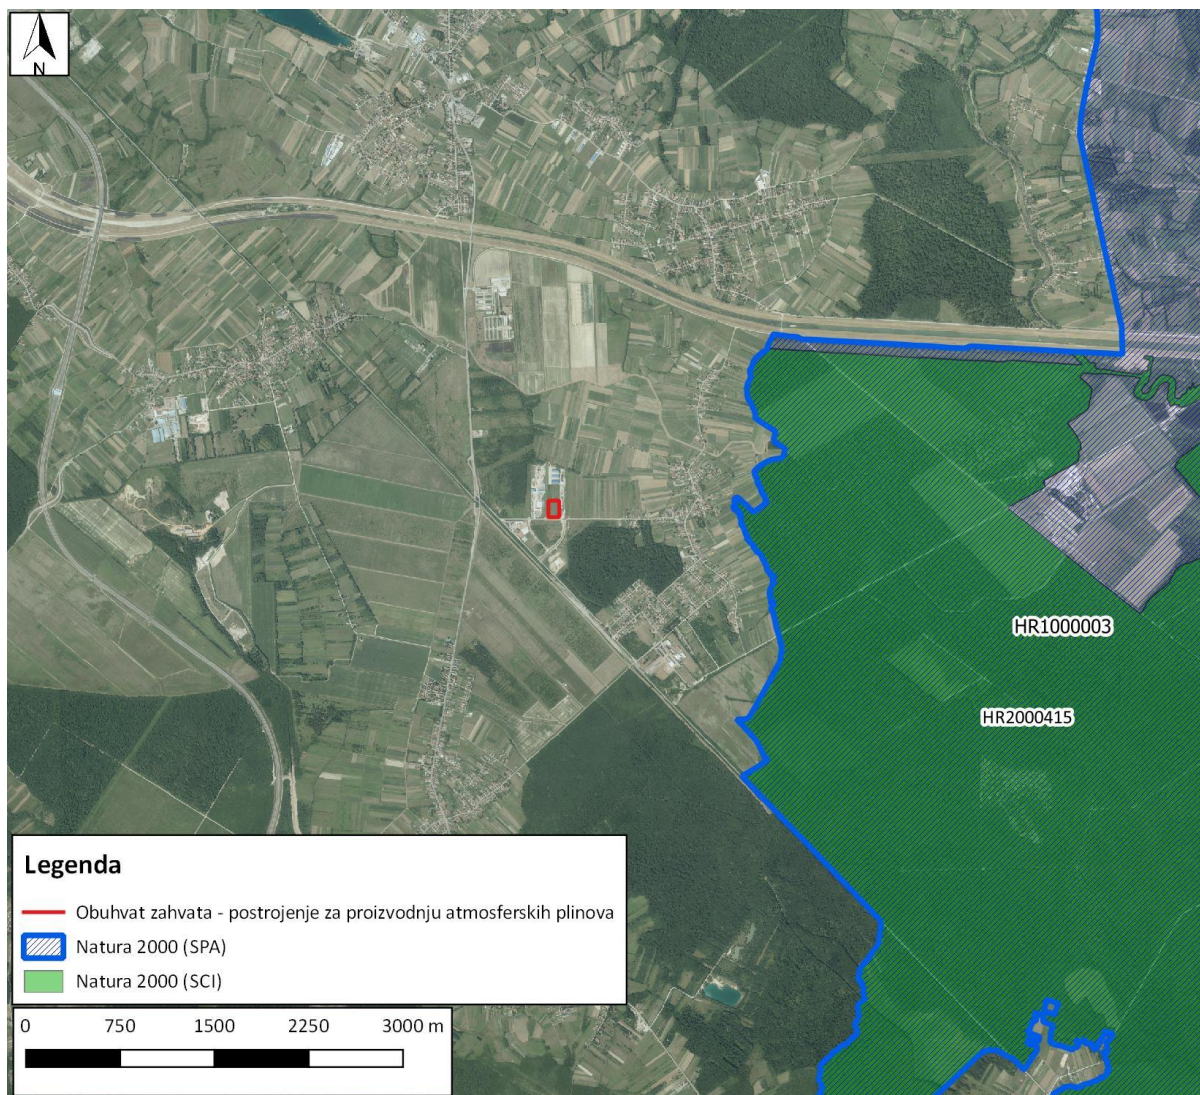 N
HR1000003
HR2000415
Legenda
Obuhvat zahvata - postrojenje za proizvodnju atmosferskih plinova
Natura 2000 (SPA)
Natura 2000 (SCI)
0 750 1500 2250 3000 m